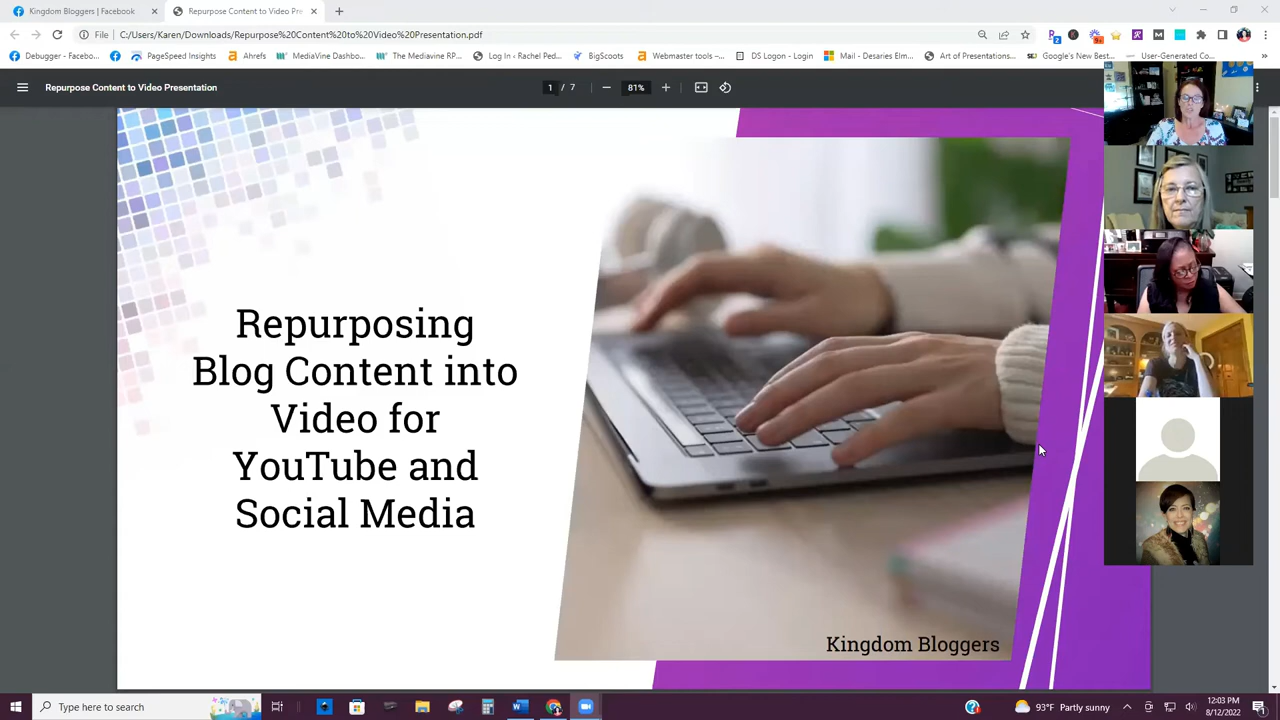 Kingdom Bloggers | Facebook
Repurpose Content to Video Pre
File
C:/Users/Karen/Downloads/Repurpose%20Content%20to%20Video%20Presentation.pdf
Debugger - Faceboo...
PageSpeed Insights
Ahrefs
MediaVine Dashbo...
The Mediavine RP...
Log In ‹ Rachel Ped...
BigScoots
Webmaster tools –...
DS Logon - Login
Mail - Desaries Elm...
Art of Presentations...
Google's New Best...
User-Generated Co...
Repurpose Content to Video Presentation
1 / 7
81%
Repurposing
Blog Content into
Video for
YouTube and
Social Media
Kingdom Bloggers
Type here to search
93°F Partly sunny
12:03 PM
8/12/2022